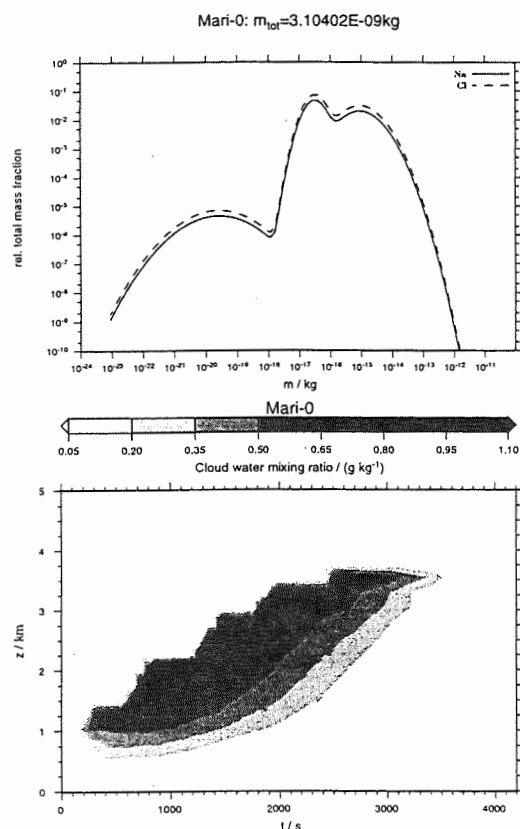 Mari-0: m_tot=3.10402E-09kg
10^0
10^-1
10^-2
10^-3
10^-4
10^-5
10^-6
10^-7
10^-8
10^-9
10^-10
rel. total mass fraction
Na
Cl
10^-24 10^-23 10^-22 10^-21 10^-20 10^-19 10^-18 10^-17 10^-16 10^-15 10^-14 10^-13 10^-12 10^-11
m / kg
Mari-0
0.05 0.20 0.35 0.50 0.65 0.80 0.95 1.10
Cloud water mixing ratio / (g kg^-1)
5
4
3
2
1
0
z / km
0 1000 2000 3000 4000
t / s